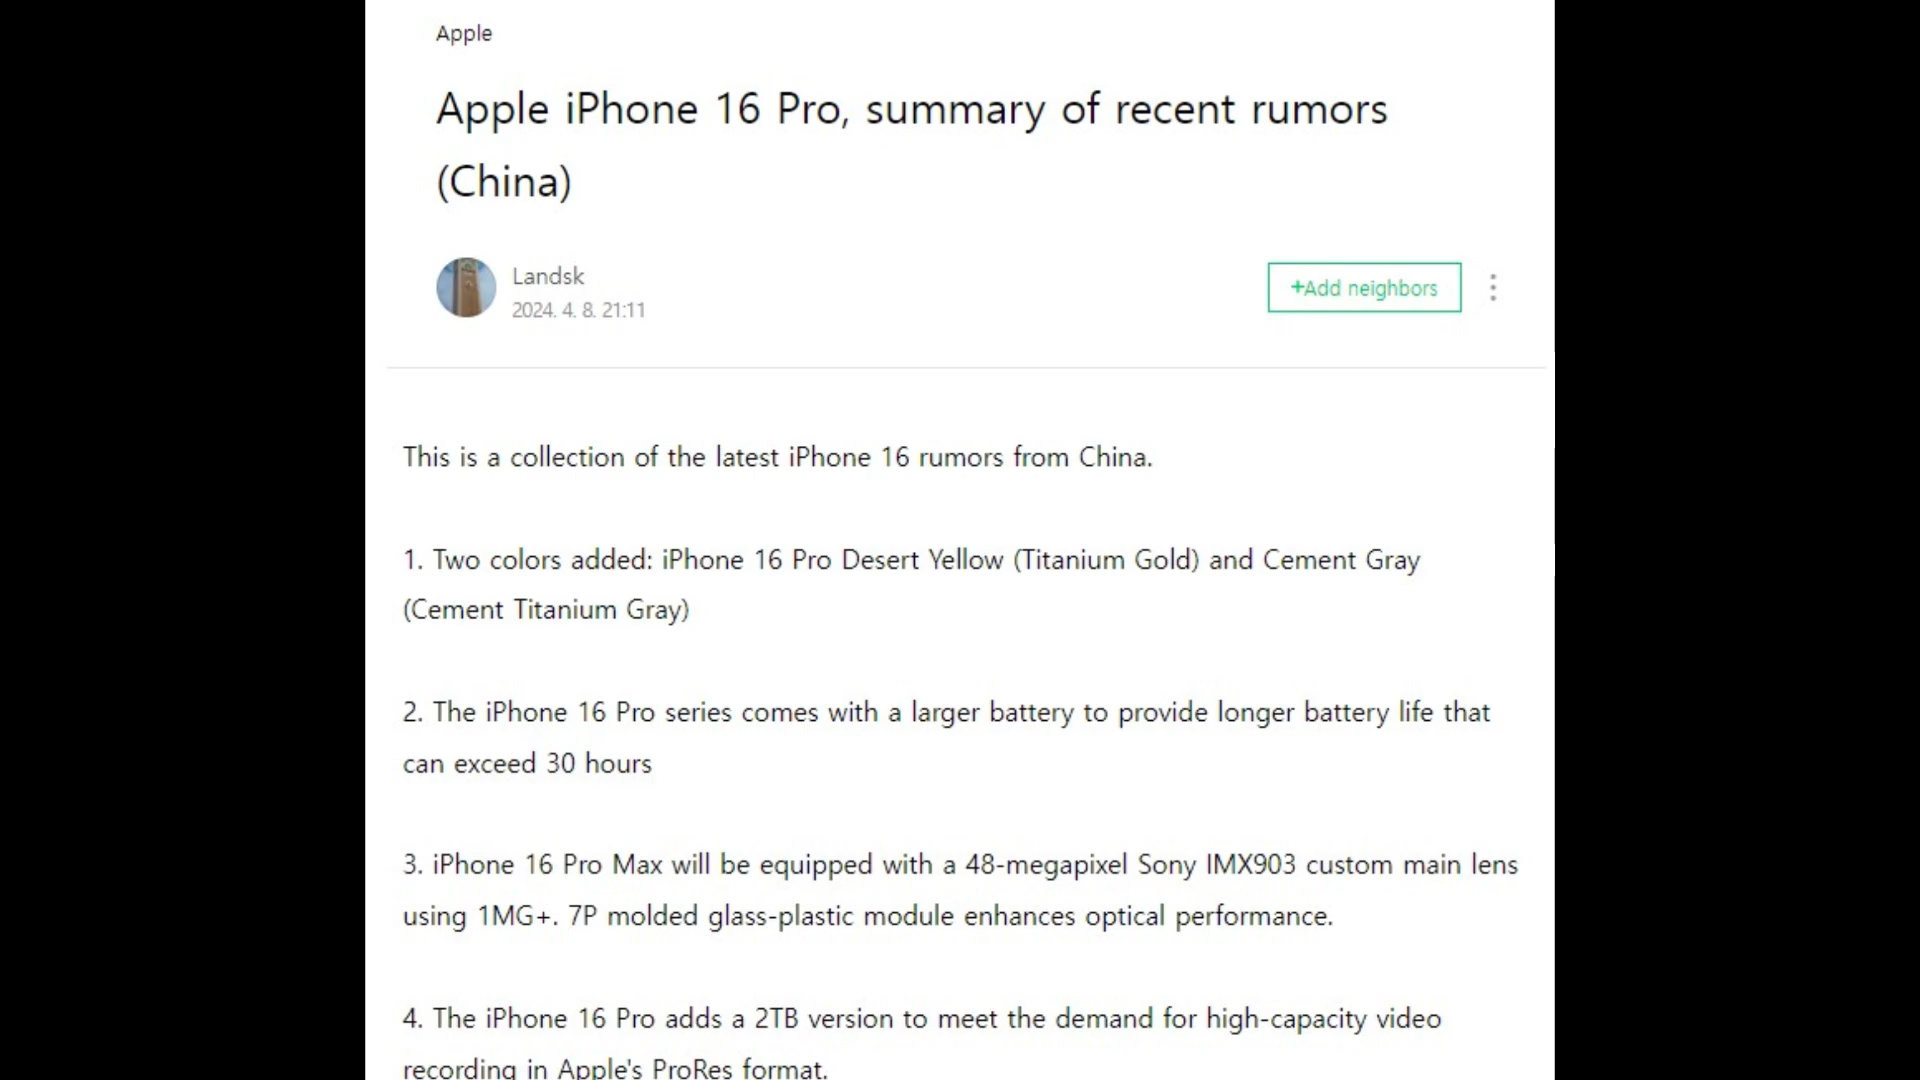 Apple
Apple iPhone 16 Pro, summary of recent rumors
(China)
Landsk
2024. 4. 8. 21:11
+Add neighbors
This is a collection of the latest iPhone 16 rumors from China.
1. Two colors added: iPhone 16 Pro Desert Yellow (Titanium Gold) and Cement Gray
(Cement Titanium Gray)
2. The iPhone 16 Pro series comes with a larger battery to provide longer battery life that
can exceed 30 hours
3. iPhone 16 Pro Max will be equipped with a 48-megapixel Sony IMX903 custom main lens
using 1MG+. 7P molded glass-plastic module enhances optical performance.
4. The iPhone 16 Pro adds a 2TB version to meet the demand for high-capacity video
recording in Apple's ProRes format.